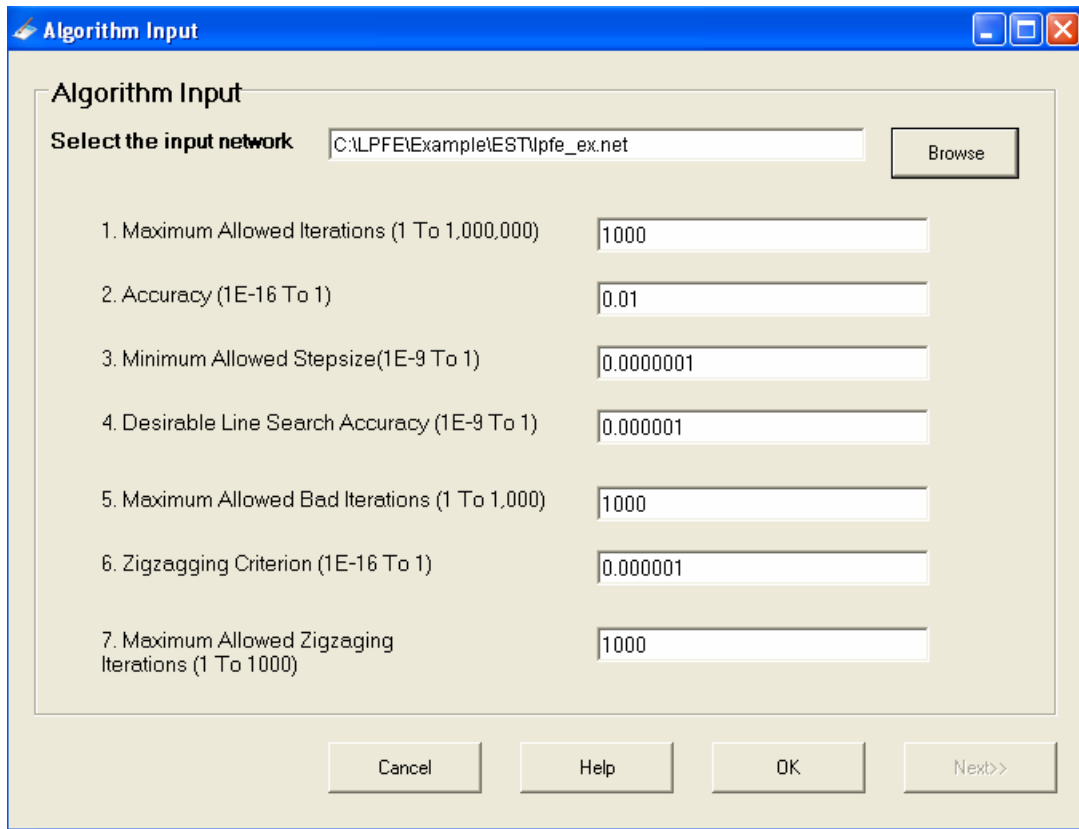 Algorithm Input
Algorithm Input
Select the input network C:\LPFE\Example\EST\lpfe_ex.net Browse
1. Maximum Allowed Iterations (1 To 1,000,000) 1000
2. Accuracy (1E-16 To 1) 0.01
3. Minimum Allowed Stepsize(1E-9 To 1) 0.0000001
4. Desirable Line Search Accuracy (1E-9 To 1) 0.000001
5. Maximum Allowed Bad Iterations (1 To 1,000) 1000
6. Zigzagging Criterion (1E-16 To 1) 0.000001
7. Maximum Allowed Zigzaging 1000
Iterations (1 To 1000)
Cancel Help OK Next>>